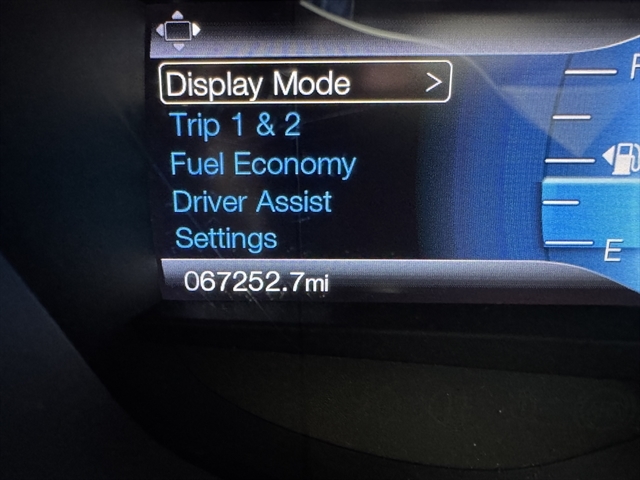 Display Mode >
Trip 1 & 2
Fuel Economy
Driver Assist
Settings
067252.7mi
F
E